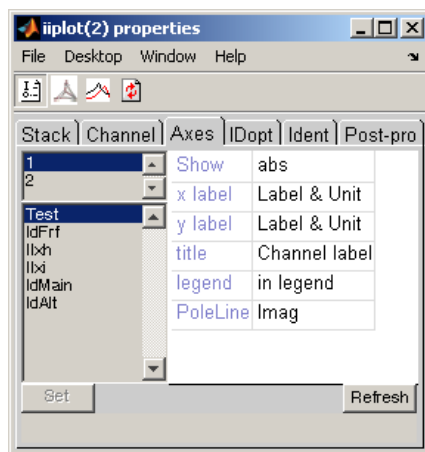 iiplot(2) properties
File Desktop Window Help
Stack Channel Axes IDopt Ident Post-pro
1
2
Test
IdFrf
IIxh
IIxi
IdMain
IdAlt
Show abs
x label Label & Unit
y label Label & Unit
title Channel label
legend in legend
PoleLine Imag
Set
Refresh